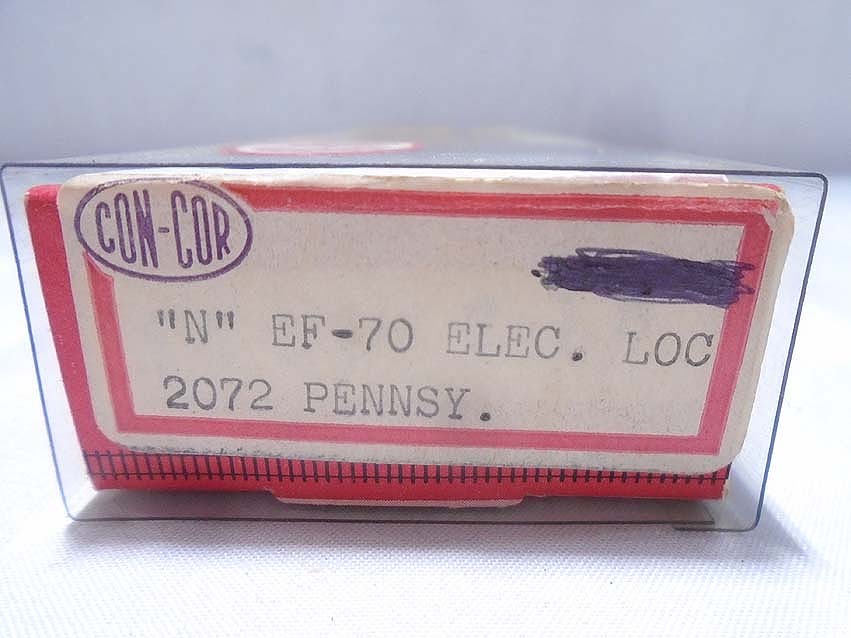 CON-COR
"N" EF-70 ELEC. LOC
2072 PENNSY.